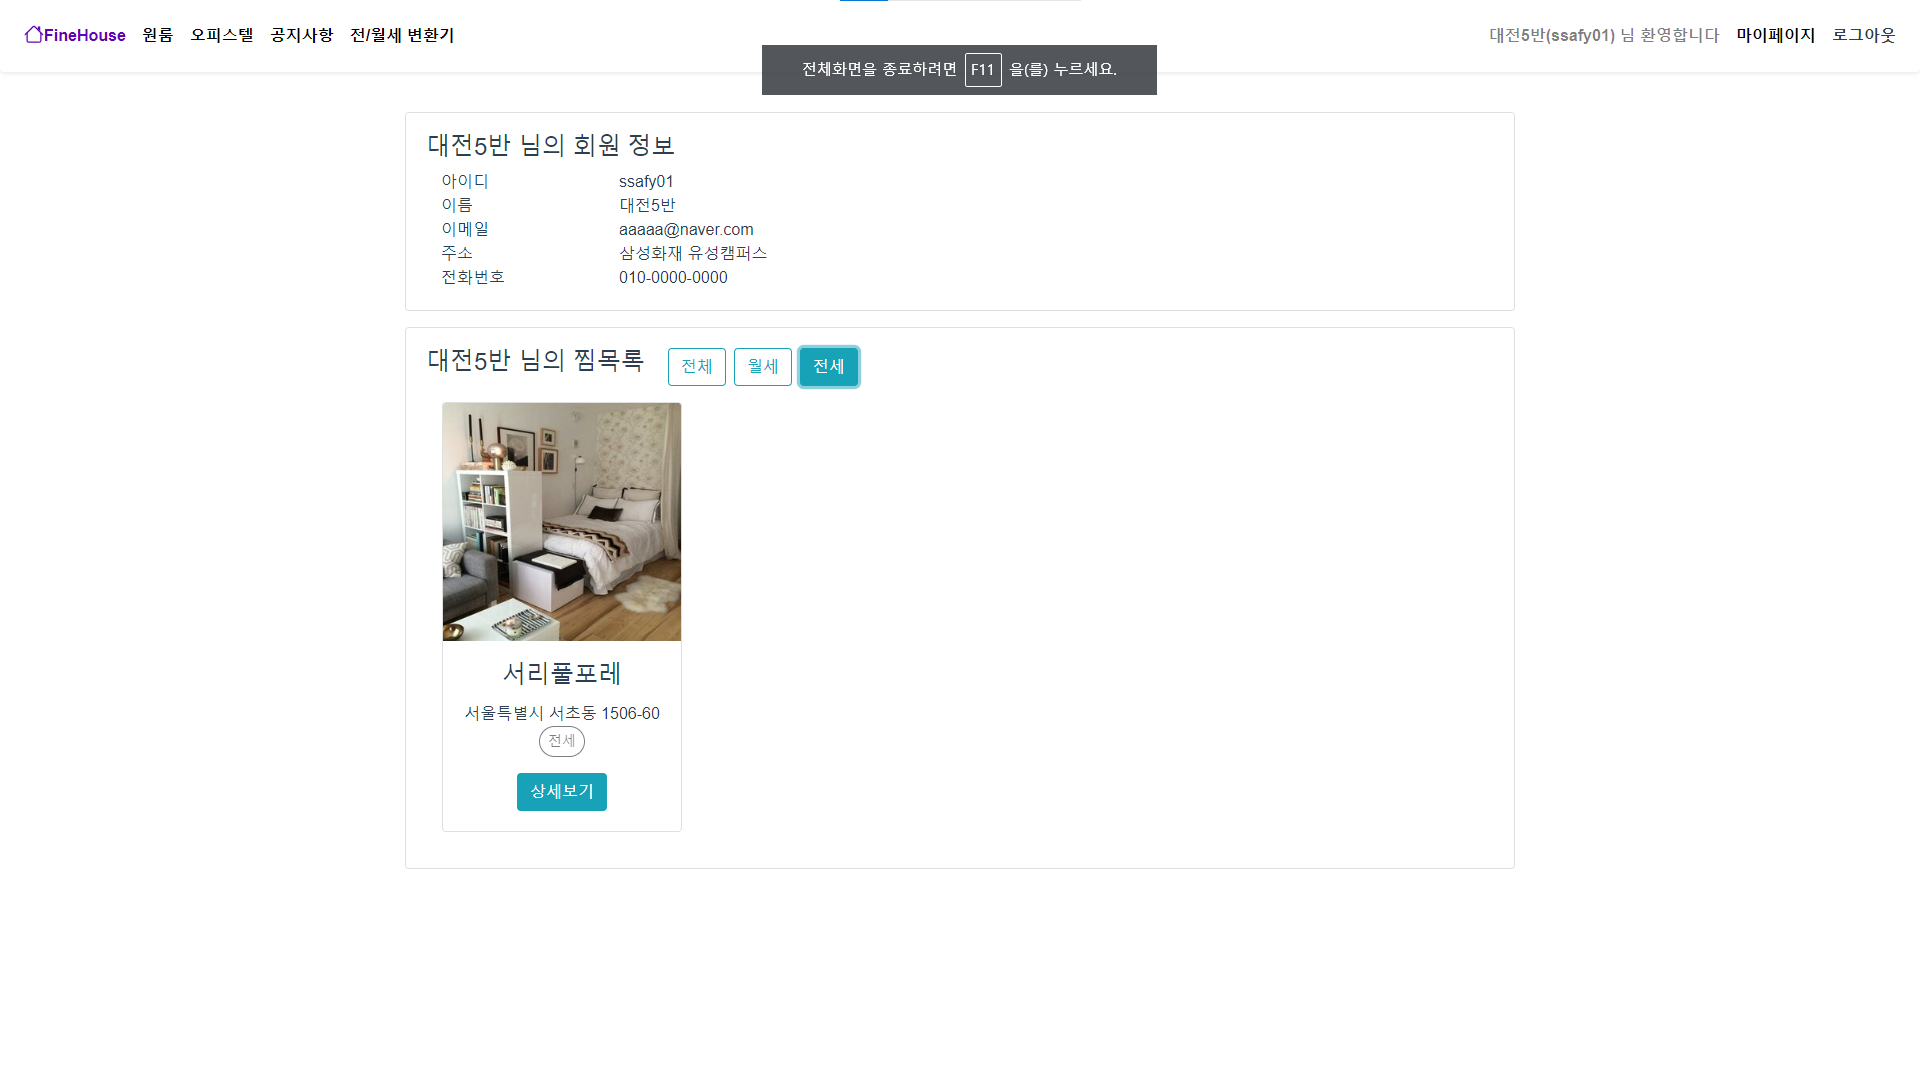 FineHouse 원룸 오피스텔 공지사항 전/월세 변환기 대전5반(ssafy01) 님 환영합니다 마이페이지 로그아웃
전체화면을 종료하려면 F11 을(를) 누르세요.
대전5반 님의 회원 정보
아이디 ssafy01
이름 대전5반
이메일 aaaaa@naver.com
주소 삼성화재 유성캠퍼스
전화번호 010-0000-0000
대전5반 님의 찜목록 전체 월세 전세
서리풀포레
서울특별시 서초동 1506-60
전세
상세보기